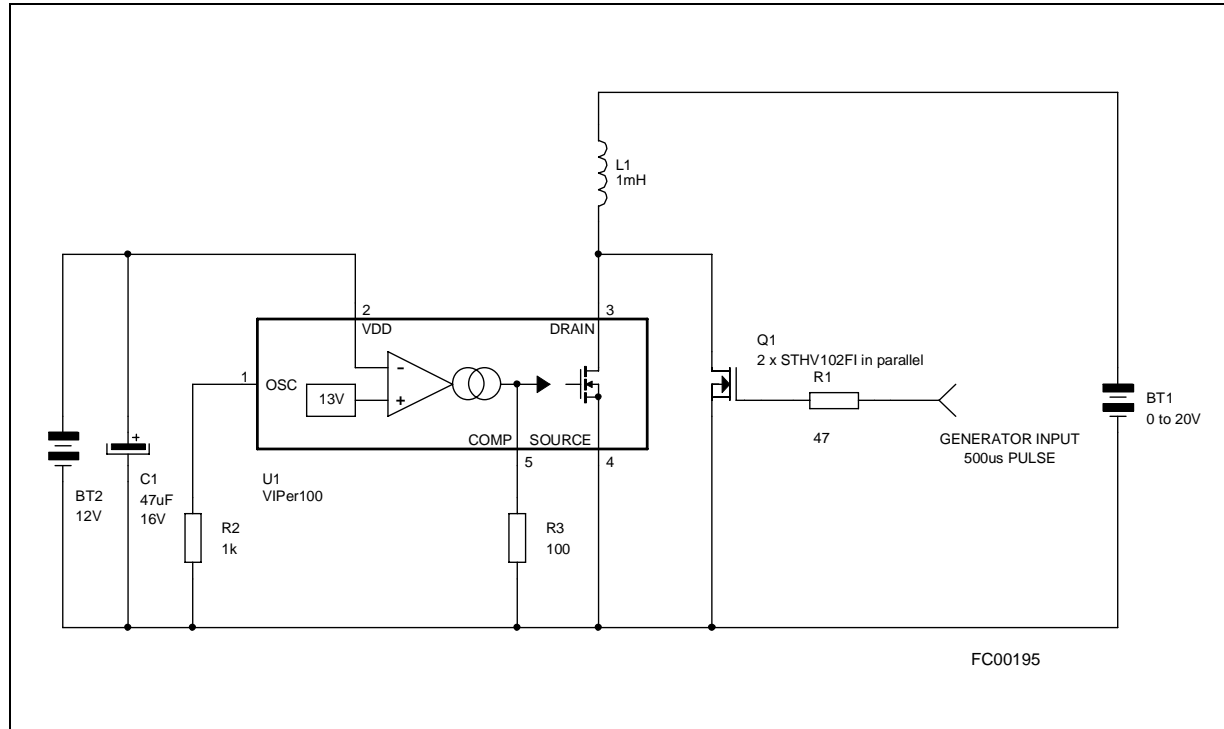 L1
1mH
2
3
VDD
DRAIN
Q1
2 x STHV102FI in parallel
1
OSC
-
13V
+
R1
BT1
0 to 20V
COMP
SOURCE
47
GENERATOR INPUT
500us PULSE
5
4
U1
VIPer100
+
BT2
12V
C1
47uF
16V
R2
1k
R3
100
FC00195